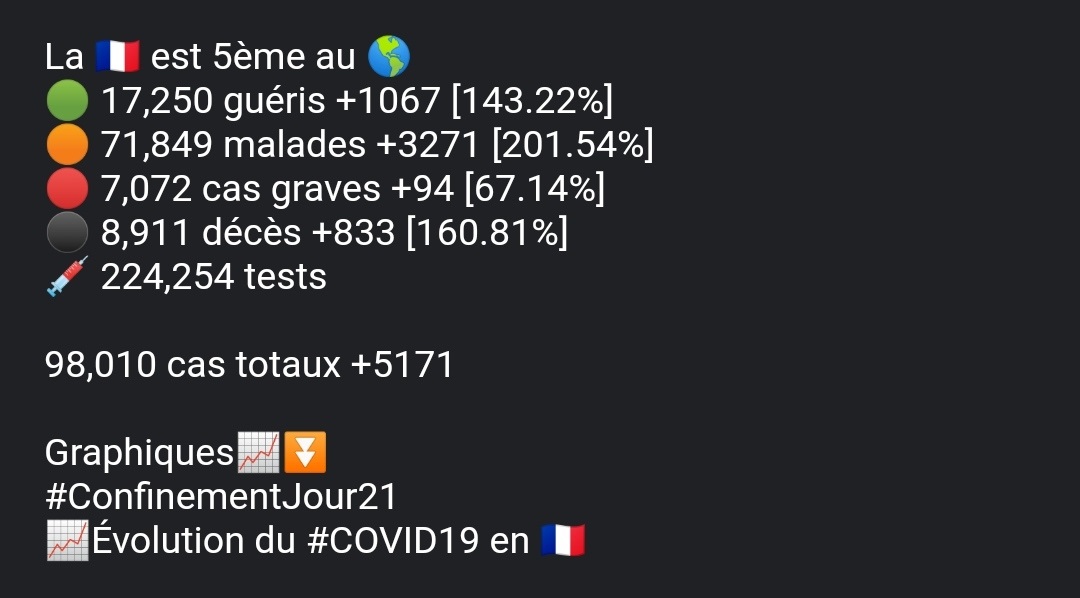 La 🇫🇷 est 5ème au 🌎
🟢 17,250 guéris +1067 [143.22%]
🟠 71,849 malades +3271 [201.54%]
🔴 7,072 cas graves +94 [67.14%]
⚫ 8,911 décès +833 [160.81%]
💉 224,254 tests
98,010 cas totaux +5171
Graphiques📈⏬
#ConfinementJour21
📈Évolution du #COVID19 en 🇫🇷